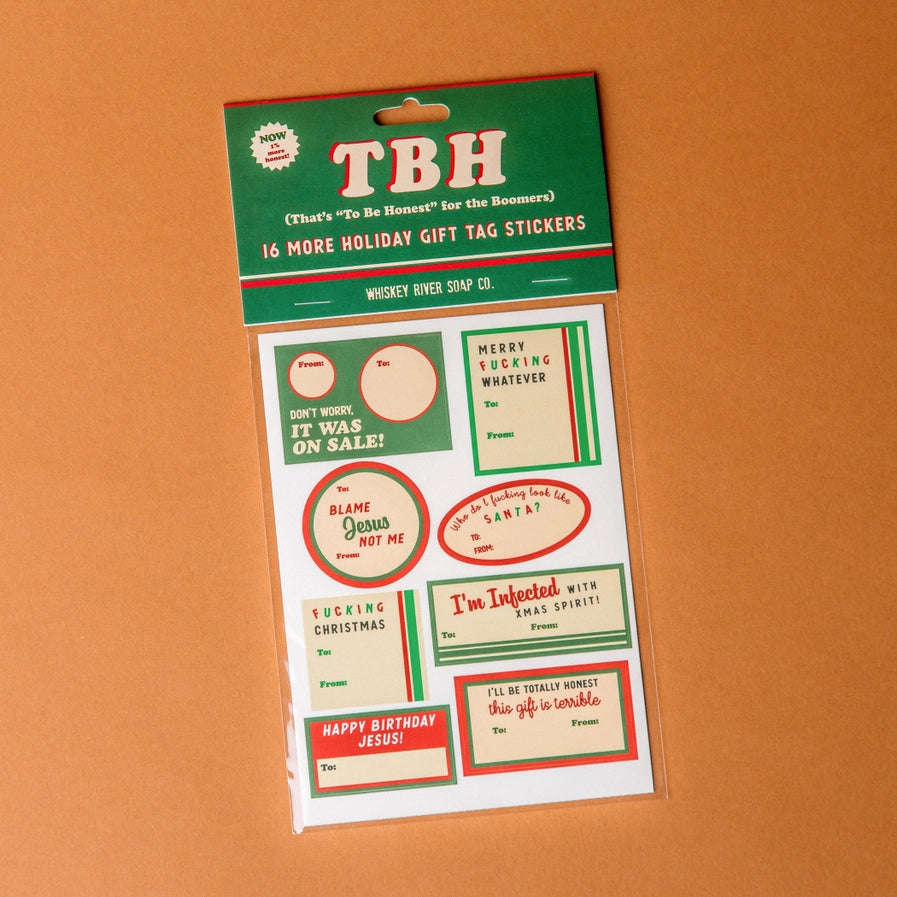 NOW
1%
more
honest!
TBH
(That's "To Be Honest" for the Boomers)
16 MORE HOLIDAY GIFT TAG STICKERS
WHISKEY RIVER SOAP CO.
From:
To:
DON'T WORRY,
IT WAS
ON SALE!
MERRY
FUCKING
WHATEVER
To:
From:
To:
BLAME
Jesus
NOT ME
From:
Who do I fucking look like
SANTA?
TO:
FROM:
FUCKING
CHRISTMAS
To:
From:
I'm Infected WITH
XMAS SPIRIT!
To:
From:
HAPPY BIRTHDAY
JESUS!
To:
I'LL BE TOTALLY HONEST
this gift is terrible
To:
From: